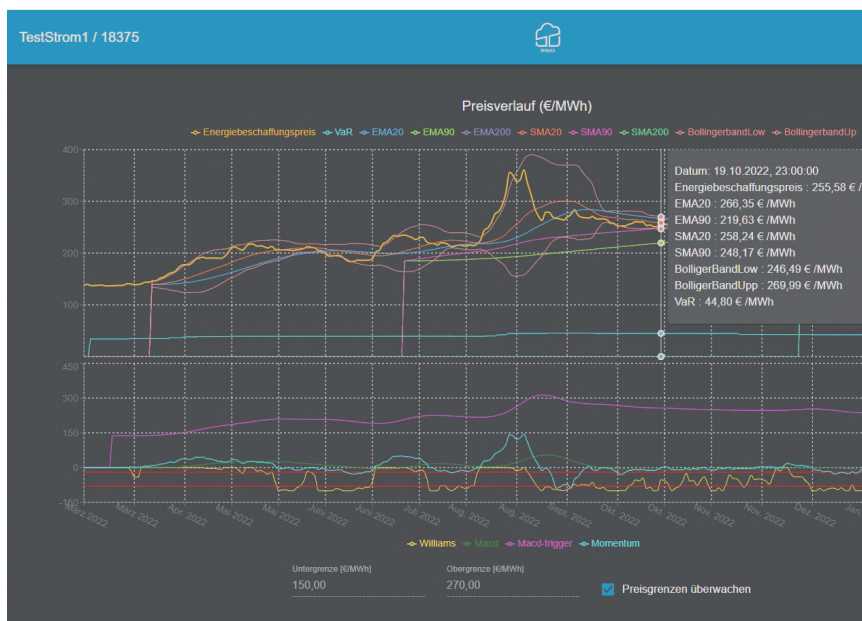 TestStrom1 / 18375
Preisverlauf (€/MWh)
Energiebeschaffungspreis VaR EMA20 EMA90 EMA200 SMA20 SMA90 SMA200 BollingerbandLow BollingerbandUp
400
300
200
100
Datum: 19.10.2022, 23:00:00
Energiebeschaffungspreis : 255,58 € /
EMA20 : 266,35 € /MWh
EMA90 : 219,63 € /MWh
SMA20 : 258,24 € /MWh
SMA90 : 248,17 € /MWh
BolligerBandLow : 246,49 € /MWh
BolligerBandUpp : 269,99 € /MWh
VaR : 44,80 € /MWh
450
300
150
0
-150
März 2022 März 2022 Apr. 2022 Mai 2022 Mai 2022 Juni 2022 Juni 2022 Juli 2022 Aug. 2022 Aug. 2022 Sept. 2022 Okt. 2022 Okt. 2022 Nov. 2022 Nov. 2022 Dez. 2022 Jan.
Williams Macd Macd-trigger Momentum
Untergrenze [€/MWh] Obergrenze [€/MWh]
150,00 270,00
Preisgrenzen überwachen